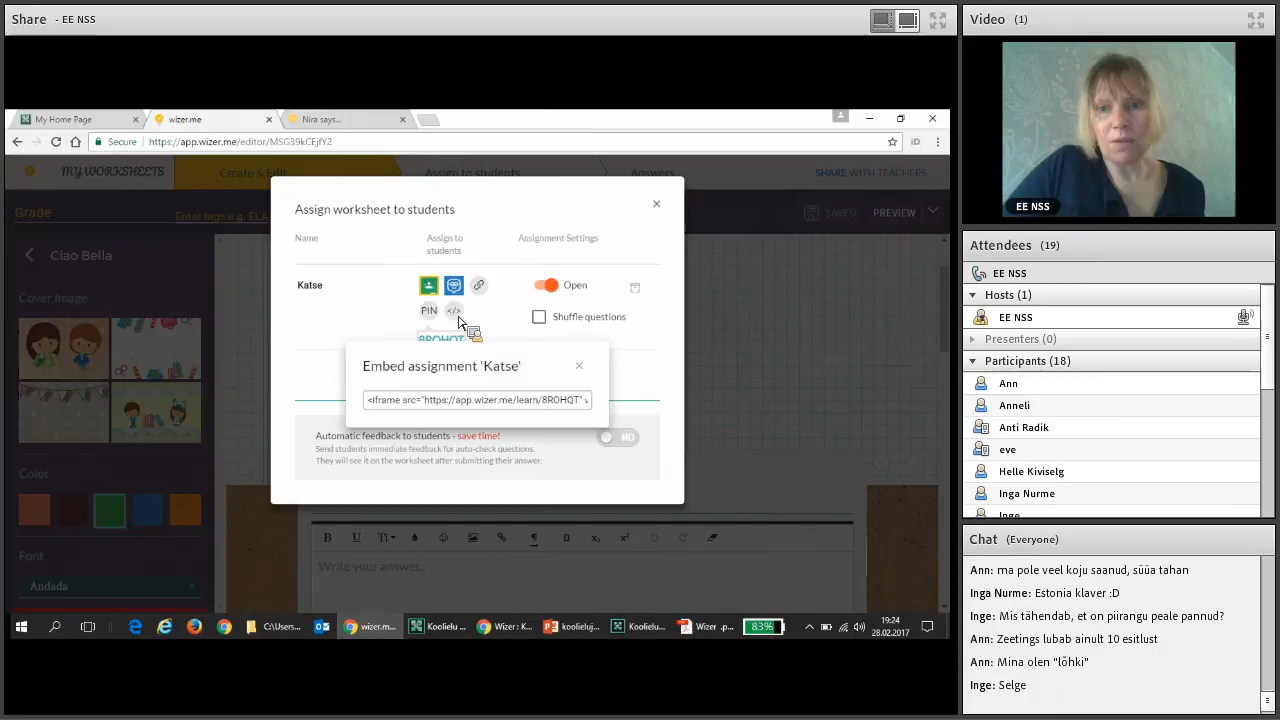 Share - EE NSS
My Home Page
wizer.me
Nira says...
Secure https://app.wizer.me/editor/MSG39kCEjfY2
iD
MY WORKSHEETS
Create & Edit
Assign to students
Answers
SHARE WITH TEACHERS
Grade
Enter tags e.g. ELA
SAVED
PREVIEW
Ciao Bella
Cover Image
Color
Font
Andada
Assign worksheet to students
Name
Assign to
students
Assignment Settings
Katse
Open
PIN
</>
Shuffle questions
8ROHQT
Embed assignment 'Katse'
<iframe src="https://app.wizer.me/learn/8ROHQT" w
Automatic feedback to students - save time!
NO
Send students immediate feedback for auto-check questions.
They will see it on the worksheet after submitting their answer.
B U TI
Write your answer...
C:\Users...
wizer.m...
Koolielu ...
Wizer : K...
koolieluj...
Koolielu...
Wizer .p...
83%
19:24
28.02.2017
Video (1)
EE NSS
Attendees (19)
EE NSS
Hosts (1)
EE NSS
Presenters (0)
Participants (18)
Ann
Anneli
Anti Radik
eve
Helle Kiviselg
Inga Nurme
Inge
Chat (Everyone)
Ann: ma pole veel koju saanud, süüa tahan
Inga Nurme: Estonia klaver :D
Inge: Mis tähendab, et on piirangu peale pannud?
Ann: Zeetings lubab ainult 10 esitlust
Ann: Mina olen "lõhki"
Inge: Selge